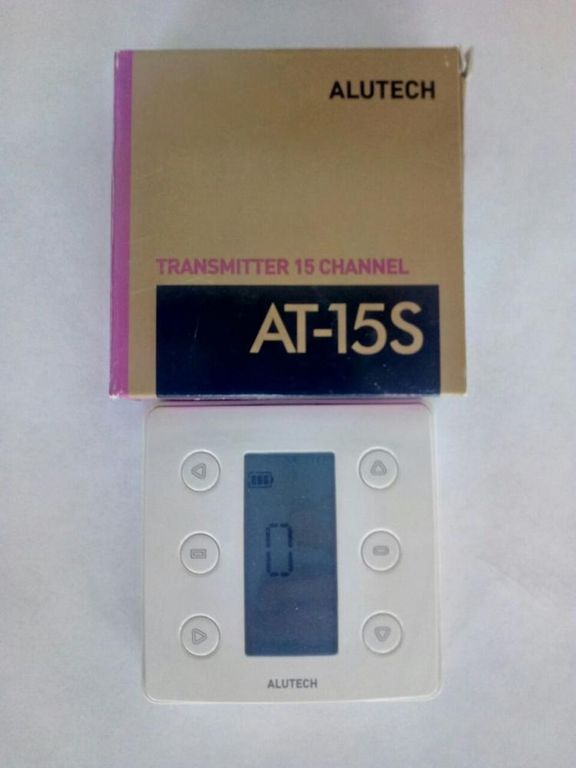 ALUTECH
TRANSMITTER 15 CHANNEL
AT-15S
0
ALUTECH